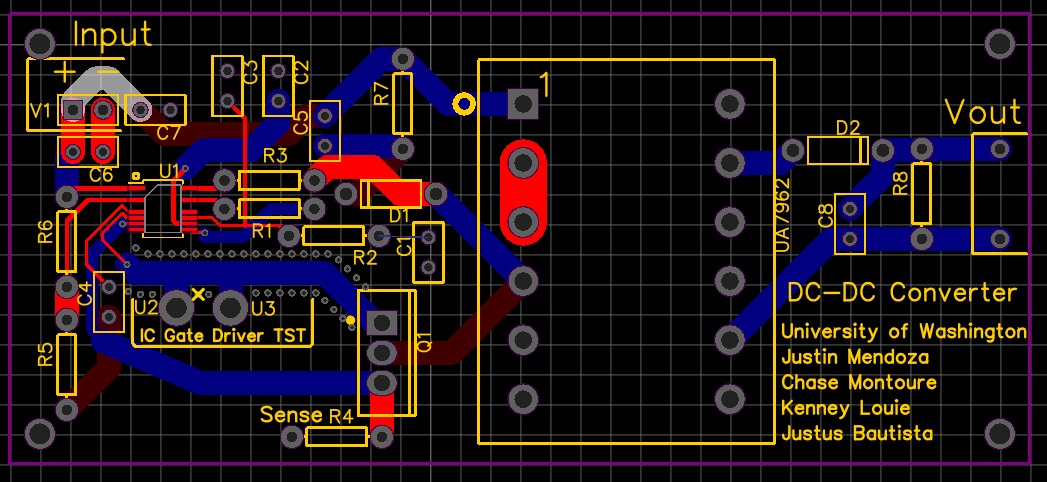 Input
+ −
V1
C3
C2
C7
C5
R7
1
C6
U1
R3
D1
R1
R2
C1
R6
C4
U2
U3
IC Gate Driver TST
Q1
R5
Sense R4
UA7962
D2
Vout
R8
C8
DC-DC Converter
University of Washington
Justin Mendoza
Chase Montoure
Kenney Louie
Justus Bautista